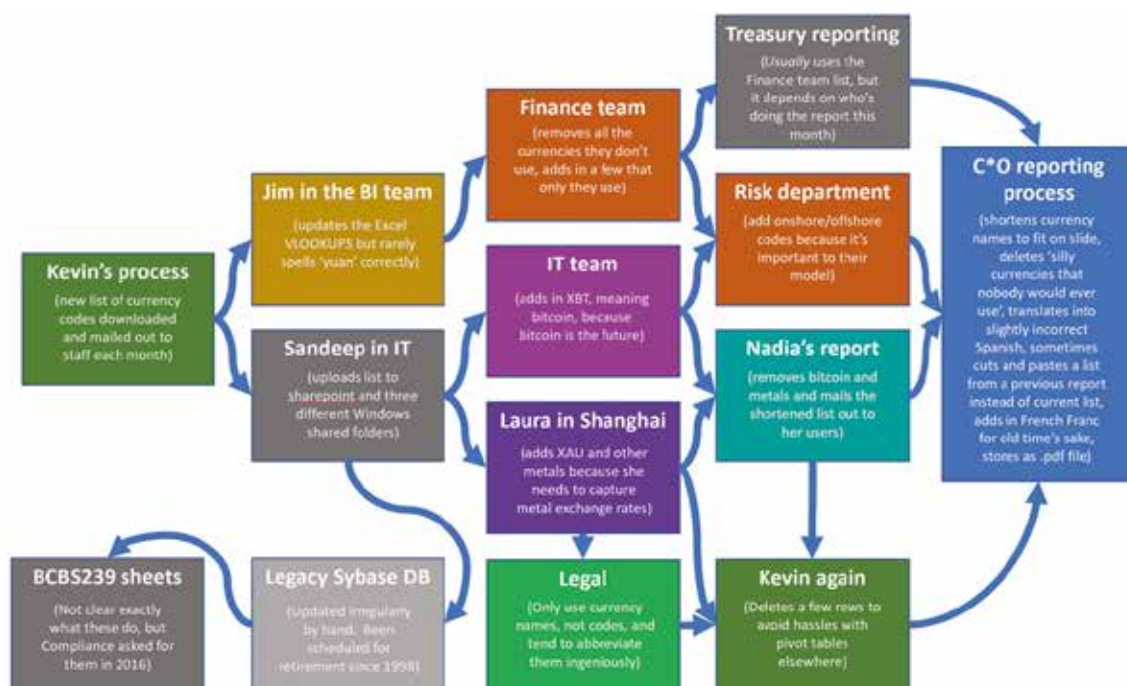 Treasury reporting
(Usually uses the
Finance team list, but
it depends on who's
doing the report this
month)
Finance team
(removes all the
currencies they don't
use, adds in a few that
only they use)
C*O reporting
process
(shortens currency
names to fit on slide,
deletes 'silly
currencies that
nobody would ever
use', translates into
slightly incorrect
Spanish, sometimes
cuts and pastes a list
from a previous report
instead of current list,
adds in French Franc
for old time's sake,
stores as .pdf file)
Jim in the BI team
(updates the Excel
VLOOKUPS but rarely
spells 'yuan' correctly)
Risk department
(add onshore/offshore
codes because it's
important to their
model)
Kevin's process
(new list of currency
codes downloaded
and mailed out to
staff each month)
IT team
(adds in XBT, meaning
bitcoin, because
bitcoin is the future)
Sandeep in IT
(uploads list to
sharepoint and three
different Windows
shared folders)
Nadia's report
(removes bitcoin and
metals and mails the
shortened list out to
her users)
Laura in Shanghai
(adds XAU and other
metals because she
needs to capture
metal exchange rates)
BCBS239 sheets
(Not clear exactly
what these do, but
Compliance asked for
them in 2016)
Legacy Sybase DB
(Updated irregularly
by hand. Been
scheduled for
retirement since 1998)
Legal
(Only use currency
names, not codes, and
tend to abbreviate
them ingeniously)
Kevin again
(Deletes a few rows to
avoid hassles with
pivot tables
elsewhere)